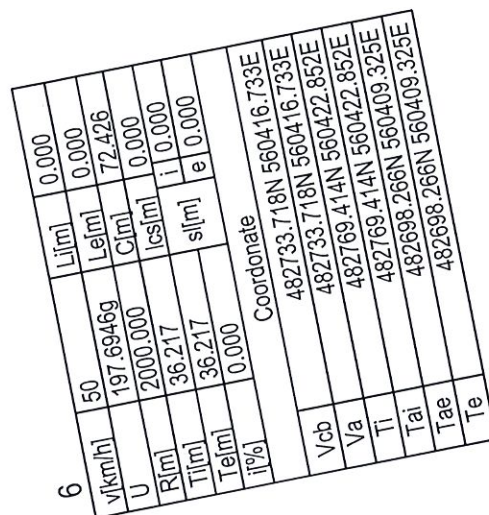 6
v[km/h] 50 Li[m] 0.000
U 197.6946g Le[m] 0.000
R[m] 2000.000 C[m] 72.426
Ti[m] 36.217 lcs[m] 0.000
Te[m] 36.217 sl[m] i 0.000
i[%] 0.000 e 0.000
Coordonate
Vcb 482733.718N 560416.733E
Va 482733.718N 560416.733E
Ti 482769.414N 560422.852E
Tai 482769.414N 560422.852E
Tae 482698.266N 560409.325E
Te 482698.266N 560409.325E